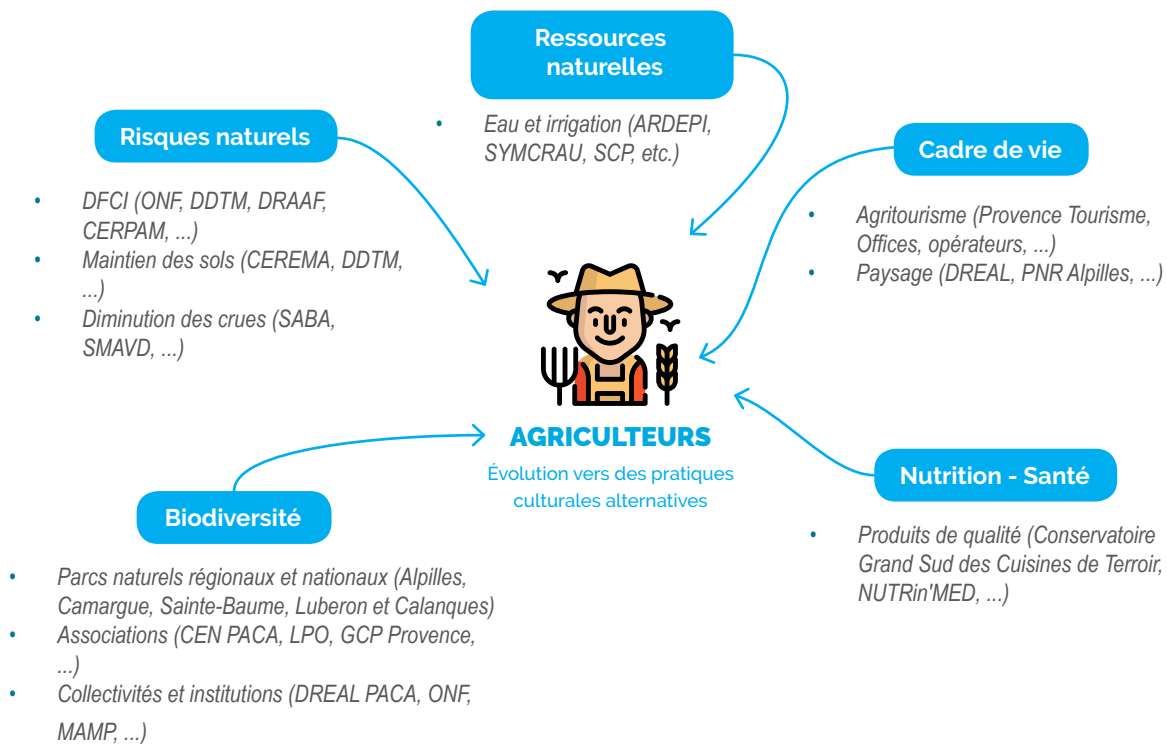 Ressources
naturelles
• Eau et irrigation (ARDEPI,
SYMCRAU, SCP, etc.)
Risques naturels
• DFCI (ONF, DDTM, DRAAF,
CERPAM, ...)
• Maintien des sols (CEREMA, DDTM,
...)
• Diminution des crues (SABA,
SMAVD, ...)
Cadre de vie
• Agritourisme (Provence Tourisme,
Offices, opérateurs, ...)
• Paysage (DREAL, PNR Alpilles, ...)
AGRICULTEURS
Évolution vers des pratiques
culturales alternatives
Biodiversité
• Parcs naturels régionaux et nationaux (Alpilles,
Camargue, Sainte-Baume, Luberon et Calanques)
• Associations (CEN PACA, LPO, GCP Provence,
...)
• Collectivités et institutions (DREAL PACA, ONF,
MAMP, ...)
Nutrition - Santé
• Produits de qualité (Conservatoire
Grand Sud des Cuisines de Terroir,
NUTRin'MED, ...)